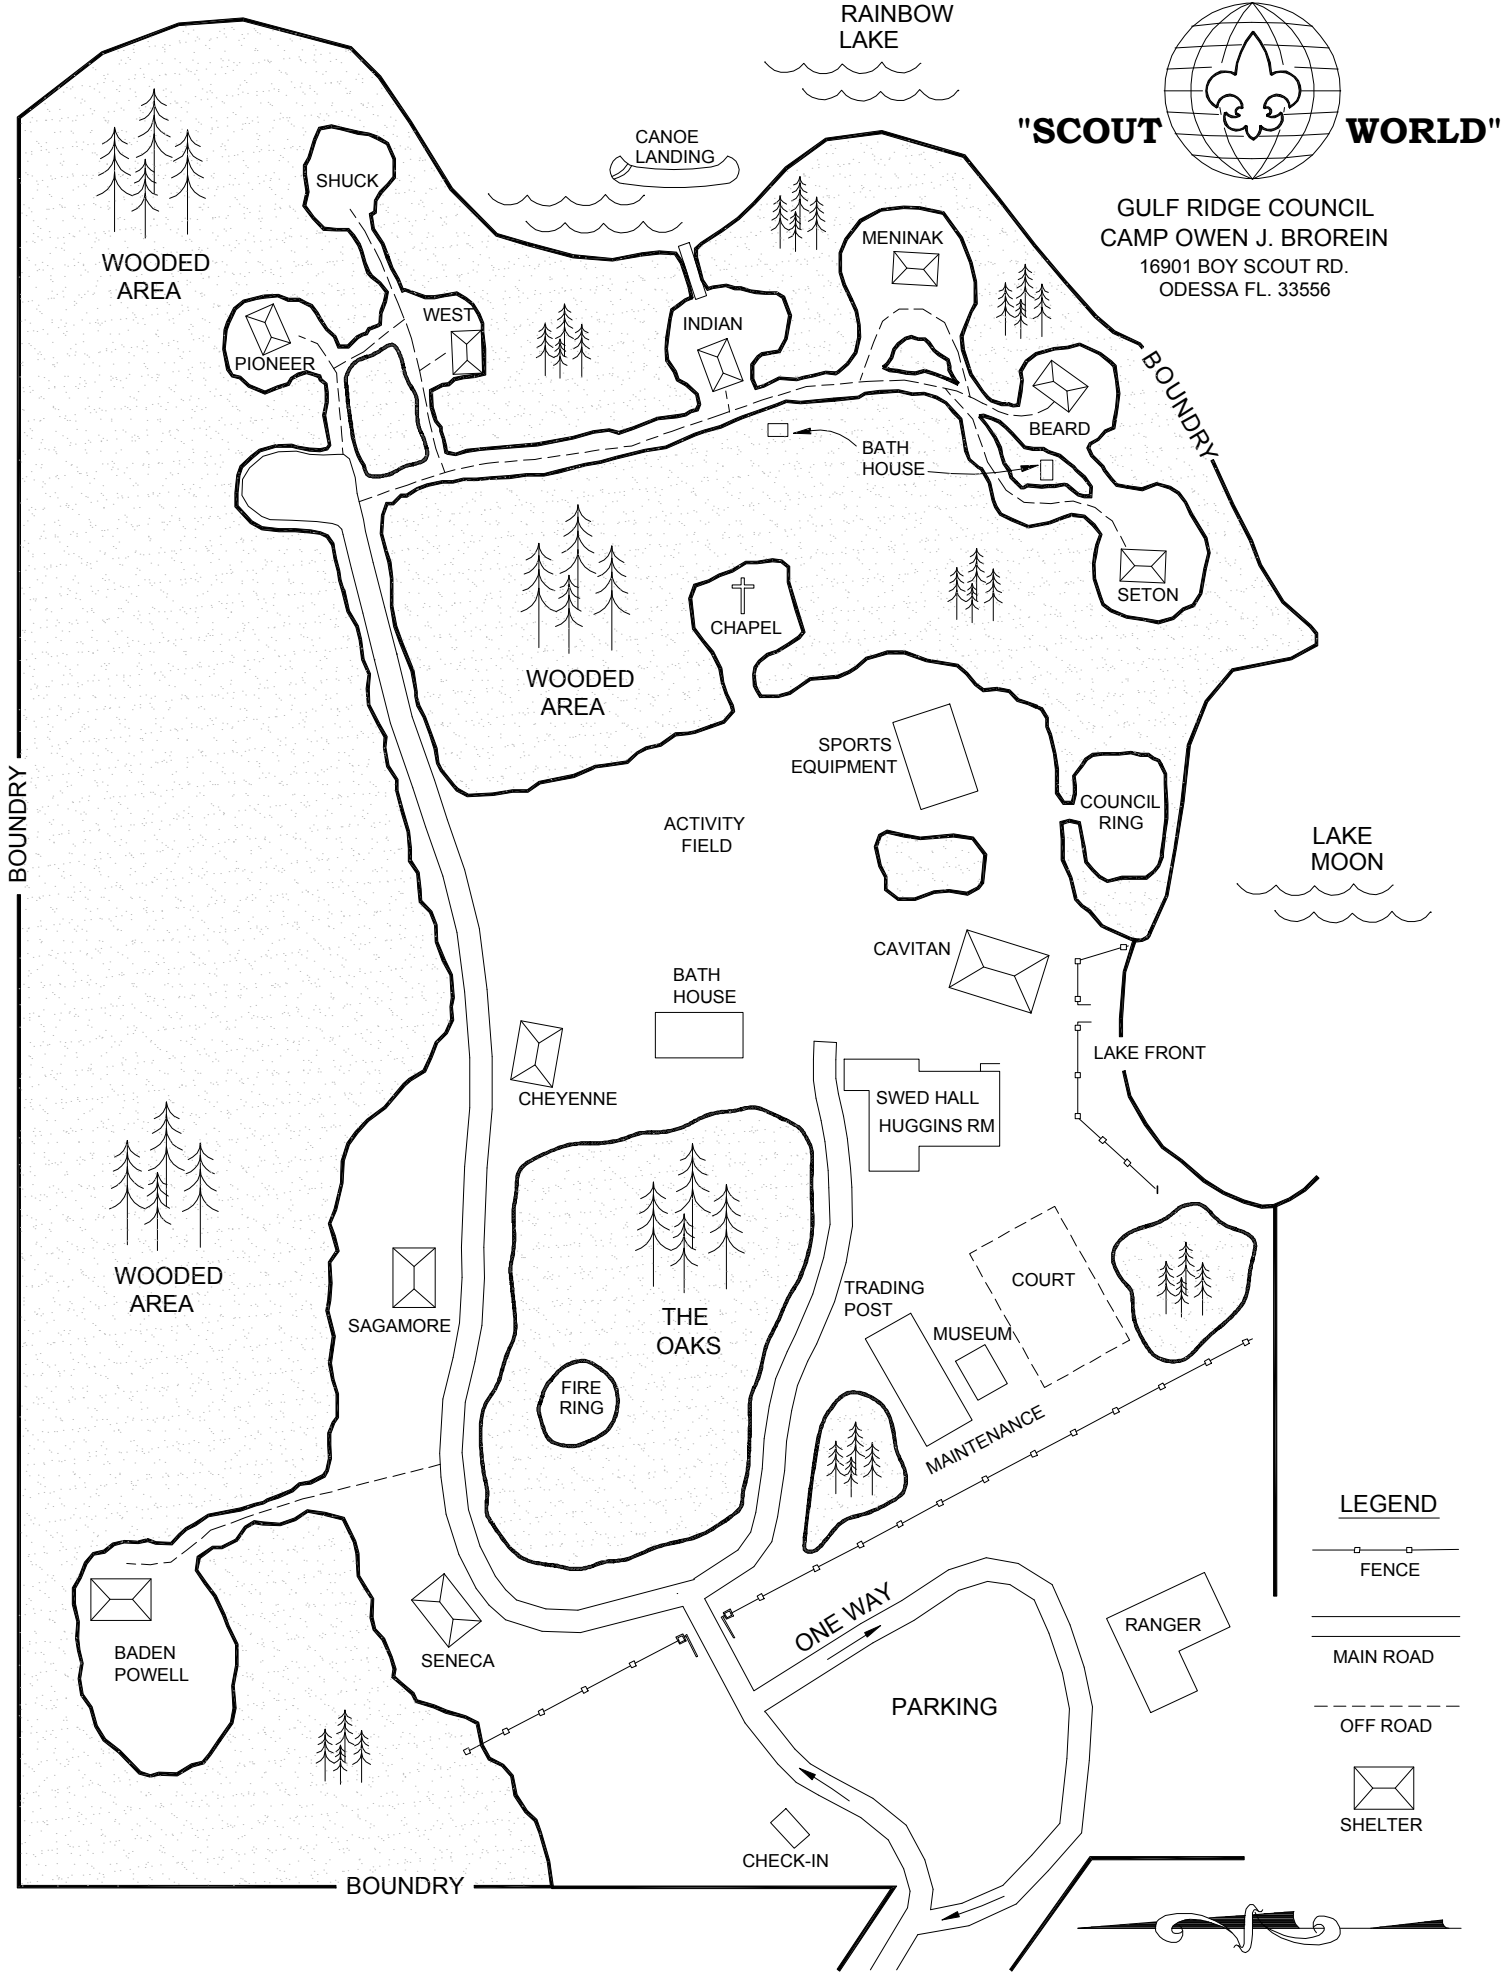 RAINBOW
LAKE
"SCOUT WORLD"
GULF RIDGE COUNCIL
CAMP OWEN J. BROREIN
16901 BOY SCOUT RD.
ODESSA FL. 33556
CANOE
LANDING
SHUCK
WOODED
AREA
MENINAK
WEST
INDIAN
PIONEER
BOUNDRY
BEARD
BATH
HOUSE
SETON
CHAPEL
WOODED
AREA
SPORTS
EQUIPMENT
BOUNDRY
ACTIVITY
FIELD
COUNCIL
RING
LAKE
MOON
CAVITAN
BATH
HOUSE
LAKE FRONT
CHEYENNE
SWED HALL
HUGGINS RM
WOODED
AREA
SAGAMORE
THE
OAKS
TRADING
POST
COURT
MUSEUM
FIRE
RING
MAINTENANCE
LEGEND
FENCE
MAIN ROAD
OFF ROAD
SHELTER
ONE WAY
RANGER
BADEN
POWELL
SENECA
PARKING
CHECK-IN
BOUNDRY
N